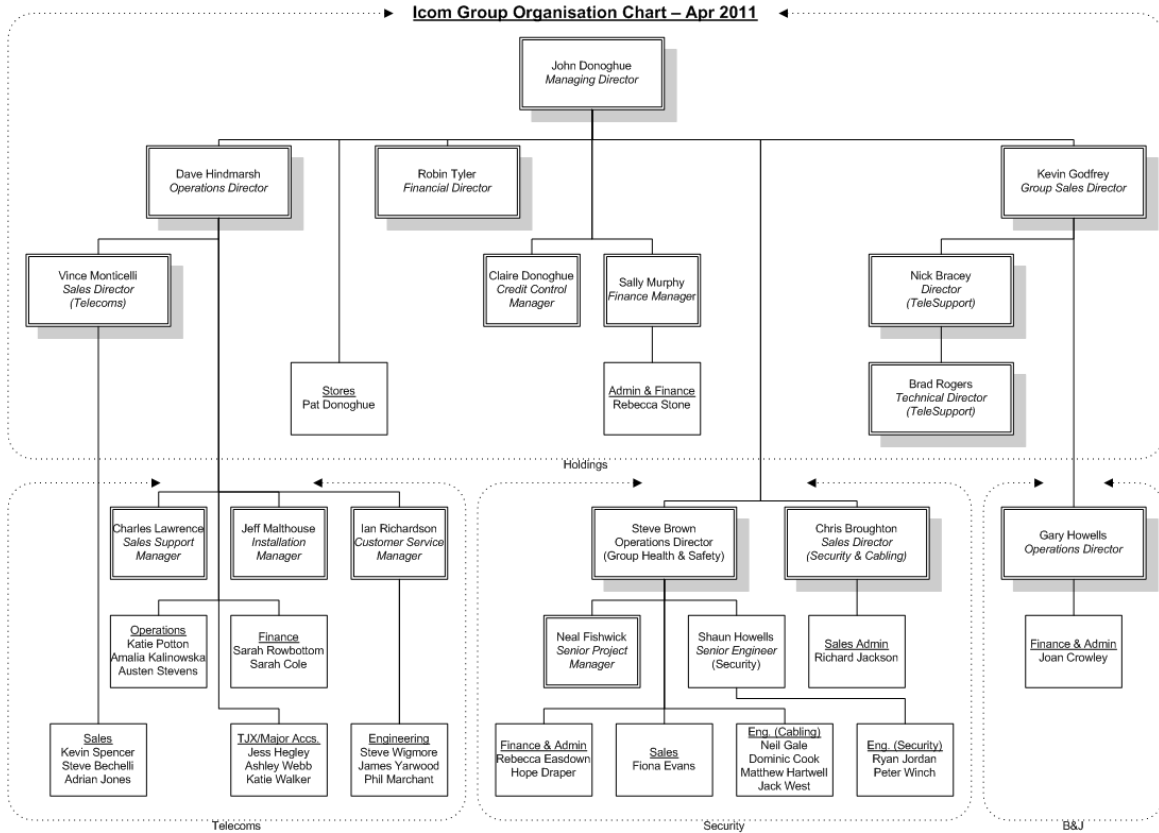 Icom Group Organisation Chart – Apr 2011
John Donoghue
Managing Director
Dave Hindmarsh
Operations Director
Robin Tyler
Financial Director
Kevin Godfrey
Group Sales Director
Vince Monticelli
Sales Director
(Telecoms)
Claire Donoghue
Credit Control
Manager
Sally Murphy
Finance Manager
Nick Bracey
Director
(TeleSupport)
Stores
Pat Donoghue
Admin & Finance
Rebecca Stone
Brad Rogers
Technical Director
(TeleSupport)
Holdings
Charles Lawrence
Sales Support
Manager
Jeff Malthouse
Installation
Manager
Ian Richardson
Customer Service
Manager
Steve Brown
Operations Director
(Group Health & Safety)
Chris Broughton
Sales Director
(Security & Cabling)
Gary Howells
Operations Director
Operations
Katie Potton
Amalia Kalinowska
Austen Stevens
Finance
Sarah Rowbottom
Sarah Cole
Neal Fishwick
Senior Project
Manager
Shaun Howells
Senior Engineer
(Security)
Sales Admin
Richard Jackson
Finance & Admin
Joan Crowley
Sales
Kevin Spencer
Steve Bechelli
Adrian Jones
TJX/Major Accs.
Jess Hegley
Ashley Webb
Katie Walker
Engineering
Steve Wigmore
James Yarwood
Phil Marchant
Finance & Admin
Rebecca Easdown
Hope Draper
Sales
Fiona Evans
Eng. (Cabling)
Neil Gale
Dominic Cook
Matthew Hartwell
Jack West
Eng. (Security)
Ryan Jordan
Peter Winch
Telecoms
Security
B&J